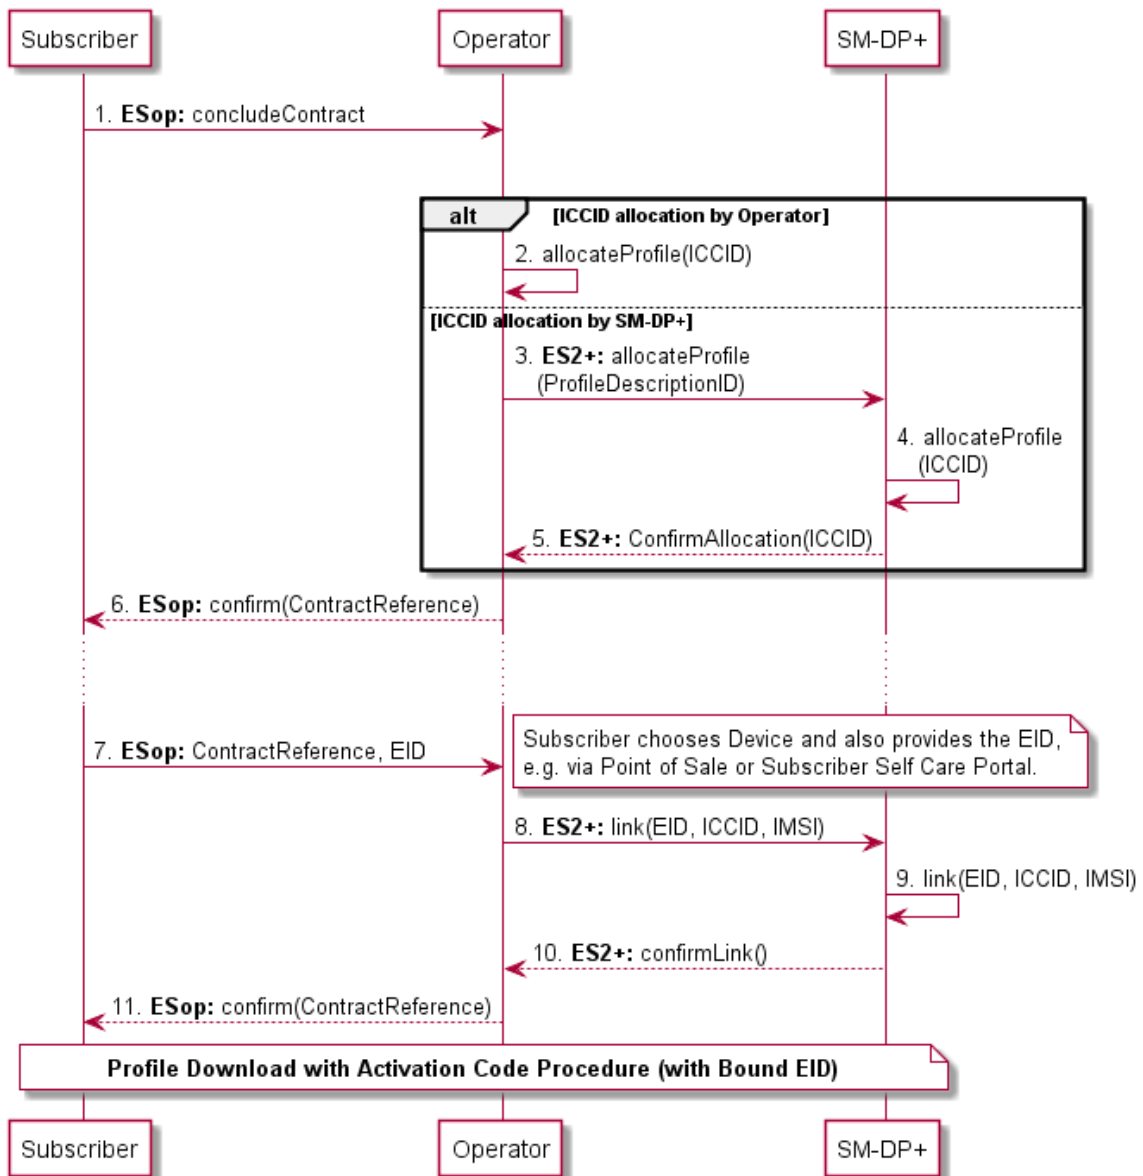 Subscriber
Operator
SM-DP+
1. ESop: concludeContract
alt
[ICCID allocation by Operator]
2. allocateProfile(ICCID)
[ICCID allocation by SM-DP+]
3. ES2+: allocateProfile
(ProfileDescriptionID)
4. allocateProfile
(ICCID)
5. ES2+: ConfirmAllocation(ICCID)
6. ESop: confirm(ContractReference)
7. ESop: ContractReference, EID
Subscriber chooses Device and also provides the EID,
e.g. via Point of Sale or Subscriber Self Care Portal.
8. ES2+: link(EID, ICCID, IMSI)
9. link(EID, ICCID, IMSI)
10. ES2+: confirmLink()
11. ESop: confirm(ContractReference)
Profile Download with Activation Code Procedure (with Bound EID)
Subscriber
Operator
SM-DP+